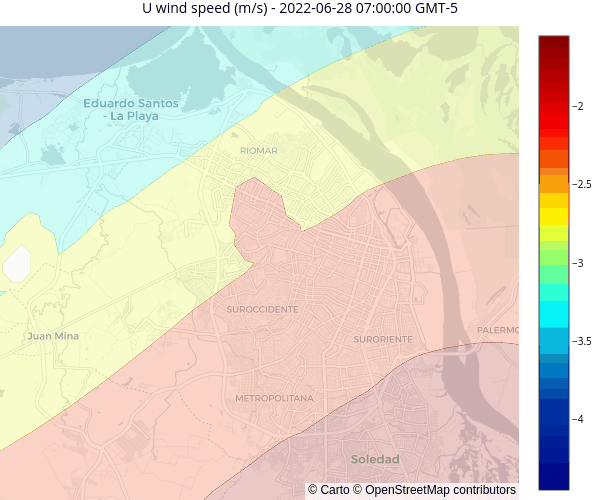 U wind speed (m/s) - 2022-06-28 07:00:00 GMT-5
Eduardo Santos
- La Playa
RIOMAR
SUROCCIDENTE
Juan Mina
SURORIENTE
PALERMO
METROPOLITANA
Soledad
© Carto © OpenStreetMap contributors
−2
−2.5
−3
−3.5
−4